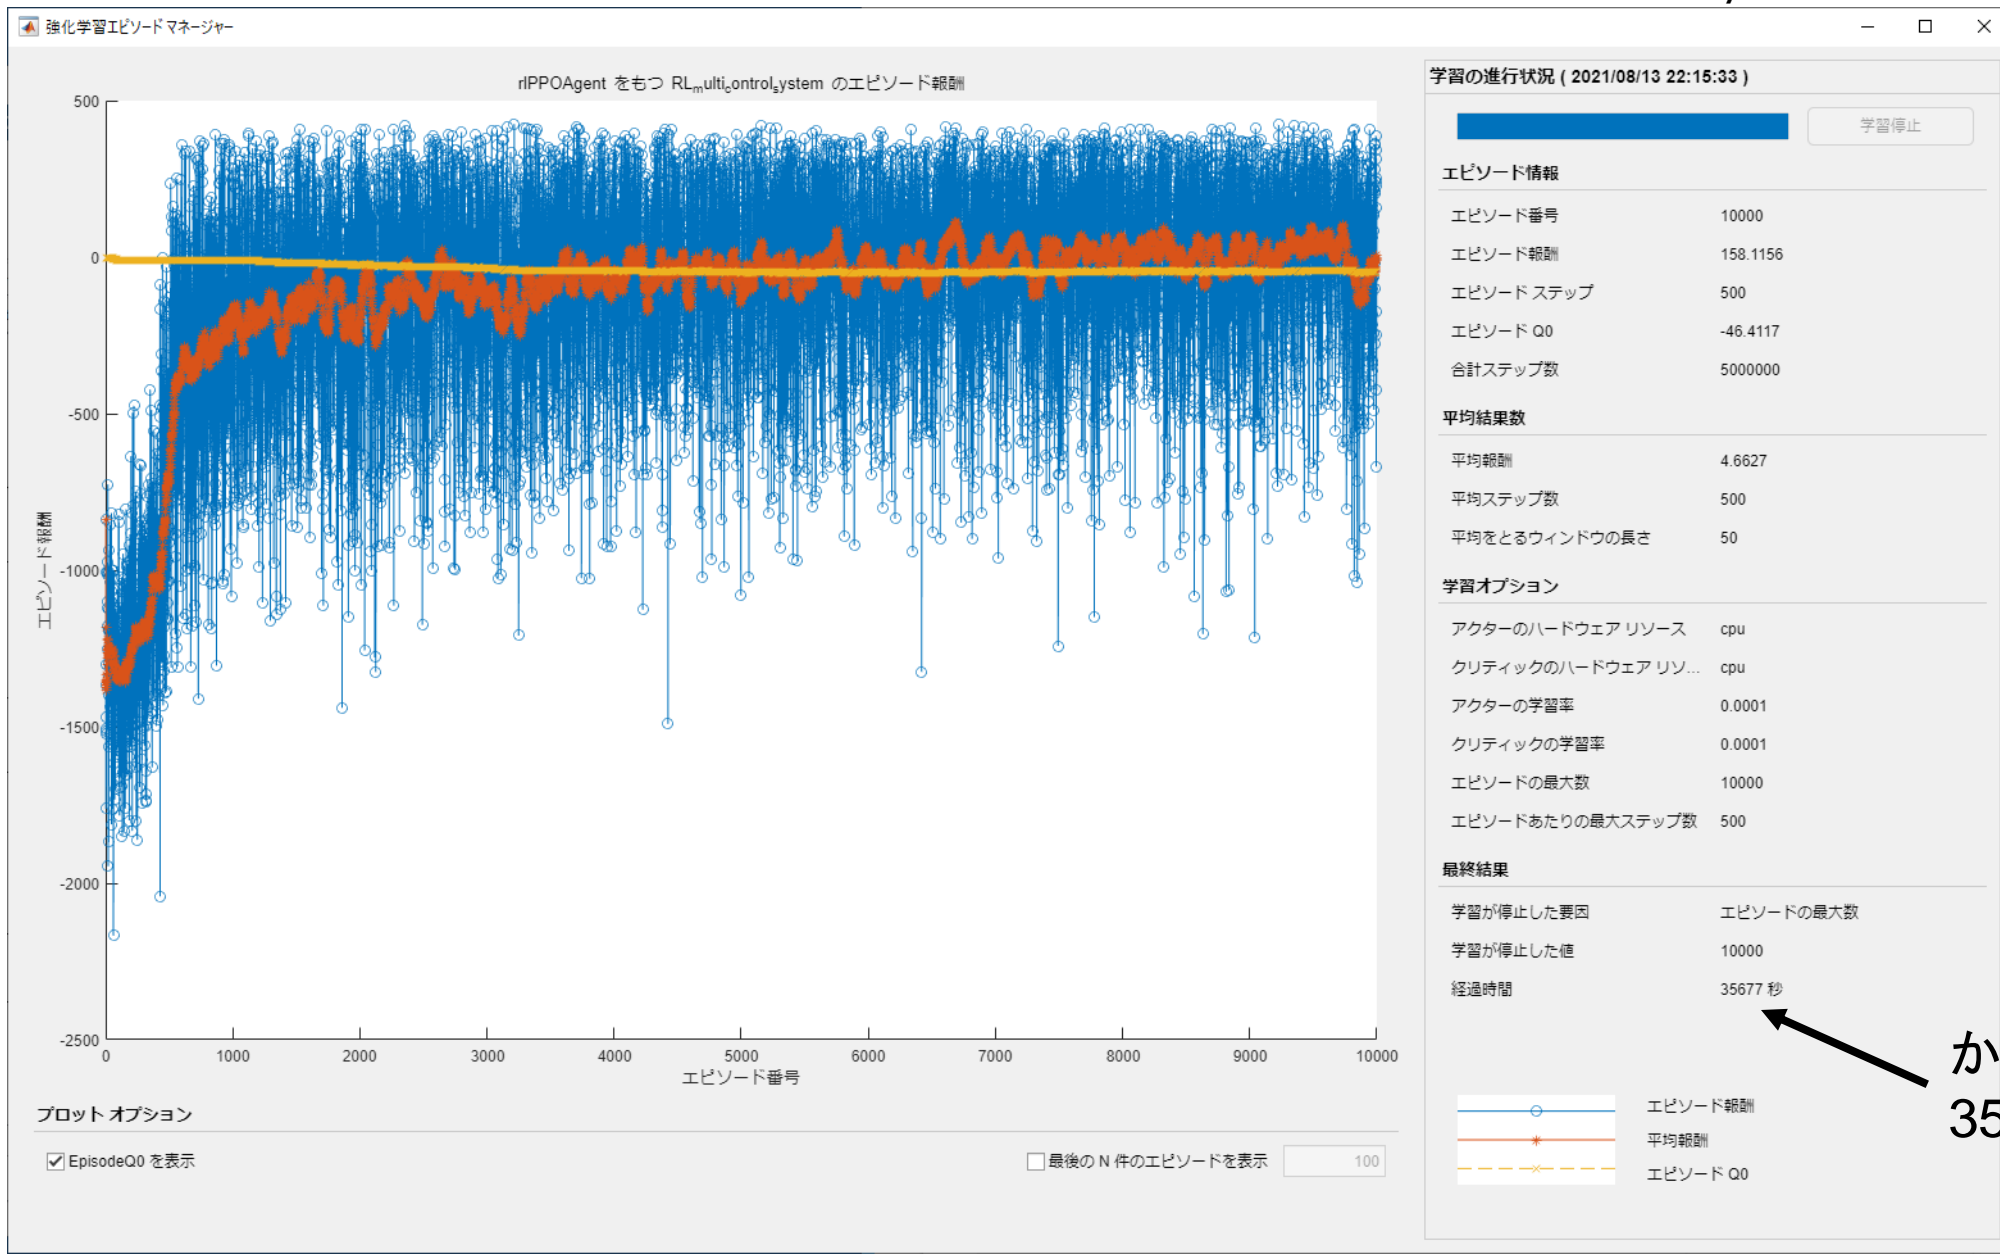 強化学習エピソード マネージャー
rlPPOAgent をもつ RLmulticontrolsystem のエピソード報酬
500
0
-500
-1000
-1500
-2000
-2500
エピソード報酬
0 1000 2000 3000 4000 5000 6000 7000 8000 9000 10000
エピソード番号
プロット オプション
EpisodeQ0 を表示
最後の N 件のエピソードを表示 100
学習の進行状況 ( 2021/08/13 22:15:33 )
学習停止
エピソード情報
エピソード番号 10000
エピソード報酬 158.1156
エピソード ステップ 500
エピソード Q0 -46.4117
合計ステップ数 5000000
平均結果数
平均報酬 4.6627
平均ステップ数 500
平均をとるウィンドウの長さ 50
学習オプション
アクターのハードウェア リソース cpu
クリティックのハードウェア リソ... cpu
アクターの学習率 0.0001
クリティックの学習率 0.0001
エピソードの最大数 10000
エピソードあたりの最大ステップ数 500
最終結果
学習が停止した要因 エピソードの最大数
学習が停止した値 10000
経過時間 35677 秒
か
35
エピソード報酬
平均報酬
エピソード Q0